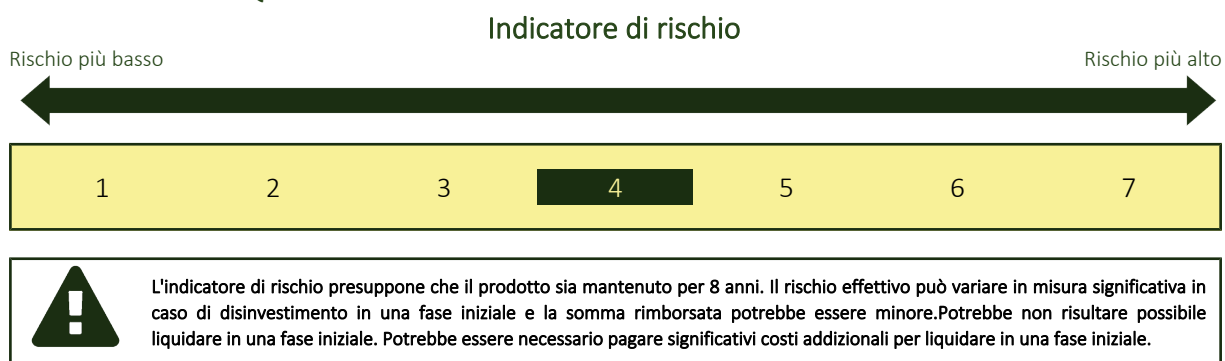 Indicatore di rischio
Rischio più basso
Rischio più alto
1 2 3 4 5 6 7
L'indicatore di rischio presuppone che il prodotto sia mantenuto per 8 anni. Il rischio effettivo può variare in misura significativa in
caso di disinvestimento in una fase iniziale e la somma rimborsata potrebbe essere minore.Potrebbe non risultare possibile
liquidare in una fase iniziale. Potrebbe essere necessario pagare significativi costi addizionali per liquidare in una fase iniziale.